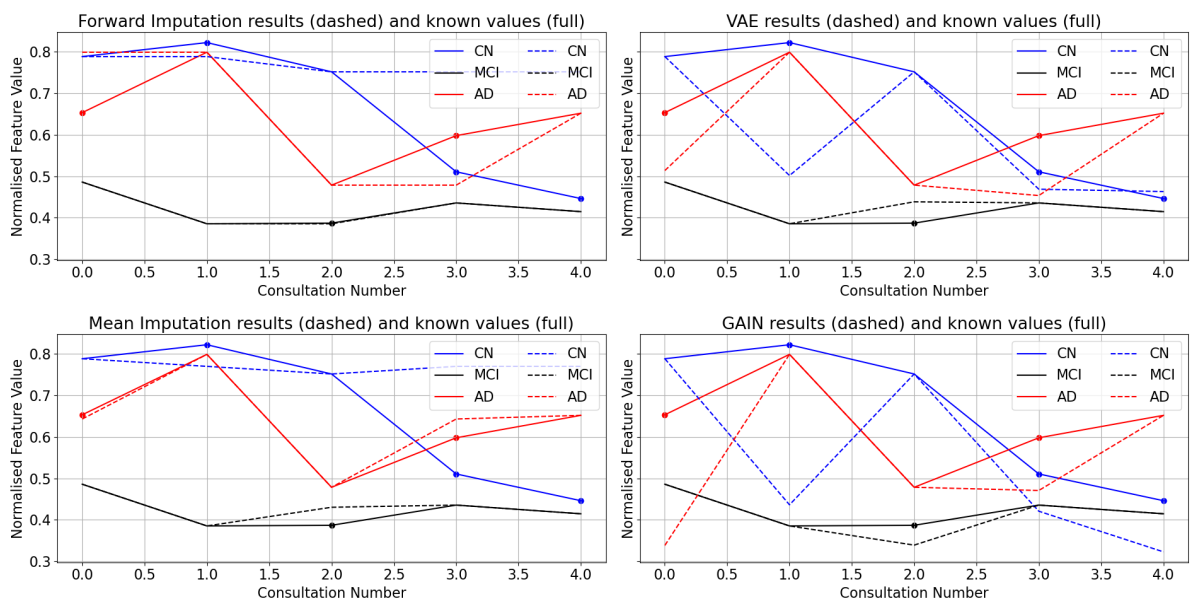 Forward Imputation results (dashed) and known values (full)
Normalised Feature Value
0.8
0.7
0.6
0.5
0.4
0.3
CN CN
MCI MCI
AD AD
0.0 0.5 1.0 1.5 2.0 2.5 3.0 3.5 4.0
Consultation Number
VAE results (dashed) and known values (full)
Normalised Feature Value
CN CN
MCI MCI
AD AD
0.0 0.5 1.0 1.5 2.0 2.5 3.0 3.5 4.0
Consultation Number
Mean Imputation results (dashed) and known values (full)
Normalised Feature Value
0.8
0.7
0.6
0.5
0.4
0.3
CN CN
MCI MCI
AD AD
0.0 0.5 1.0 1.5 2.0 2.5 3.0 3.5 4.0
Consultation Number
GAIN results (dashed) and known values (full)
Normalised Feature Value
CN CN
MCI MCI
AD AD
0.0 0.5 1.0 1.5 2.0 2.5 3.0 3.5 4.0
Consultation Number